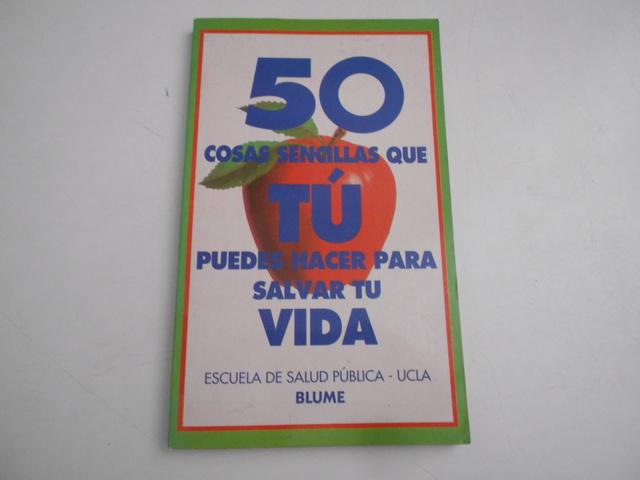 50
COSAS SENCILLAS QUE
TÚ
PUEDES HACER PARA
SALVAR TU
VIDA
ESCUELA DE SALUD PÚBLICA - UCLA
BLUME